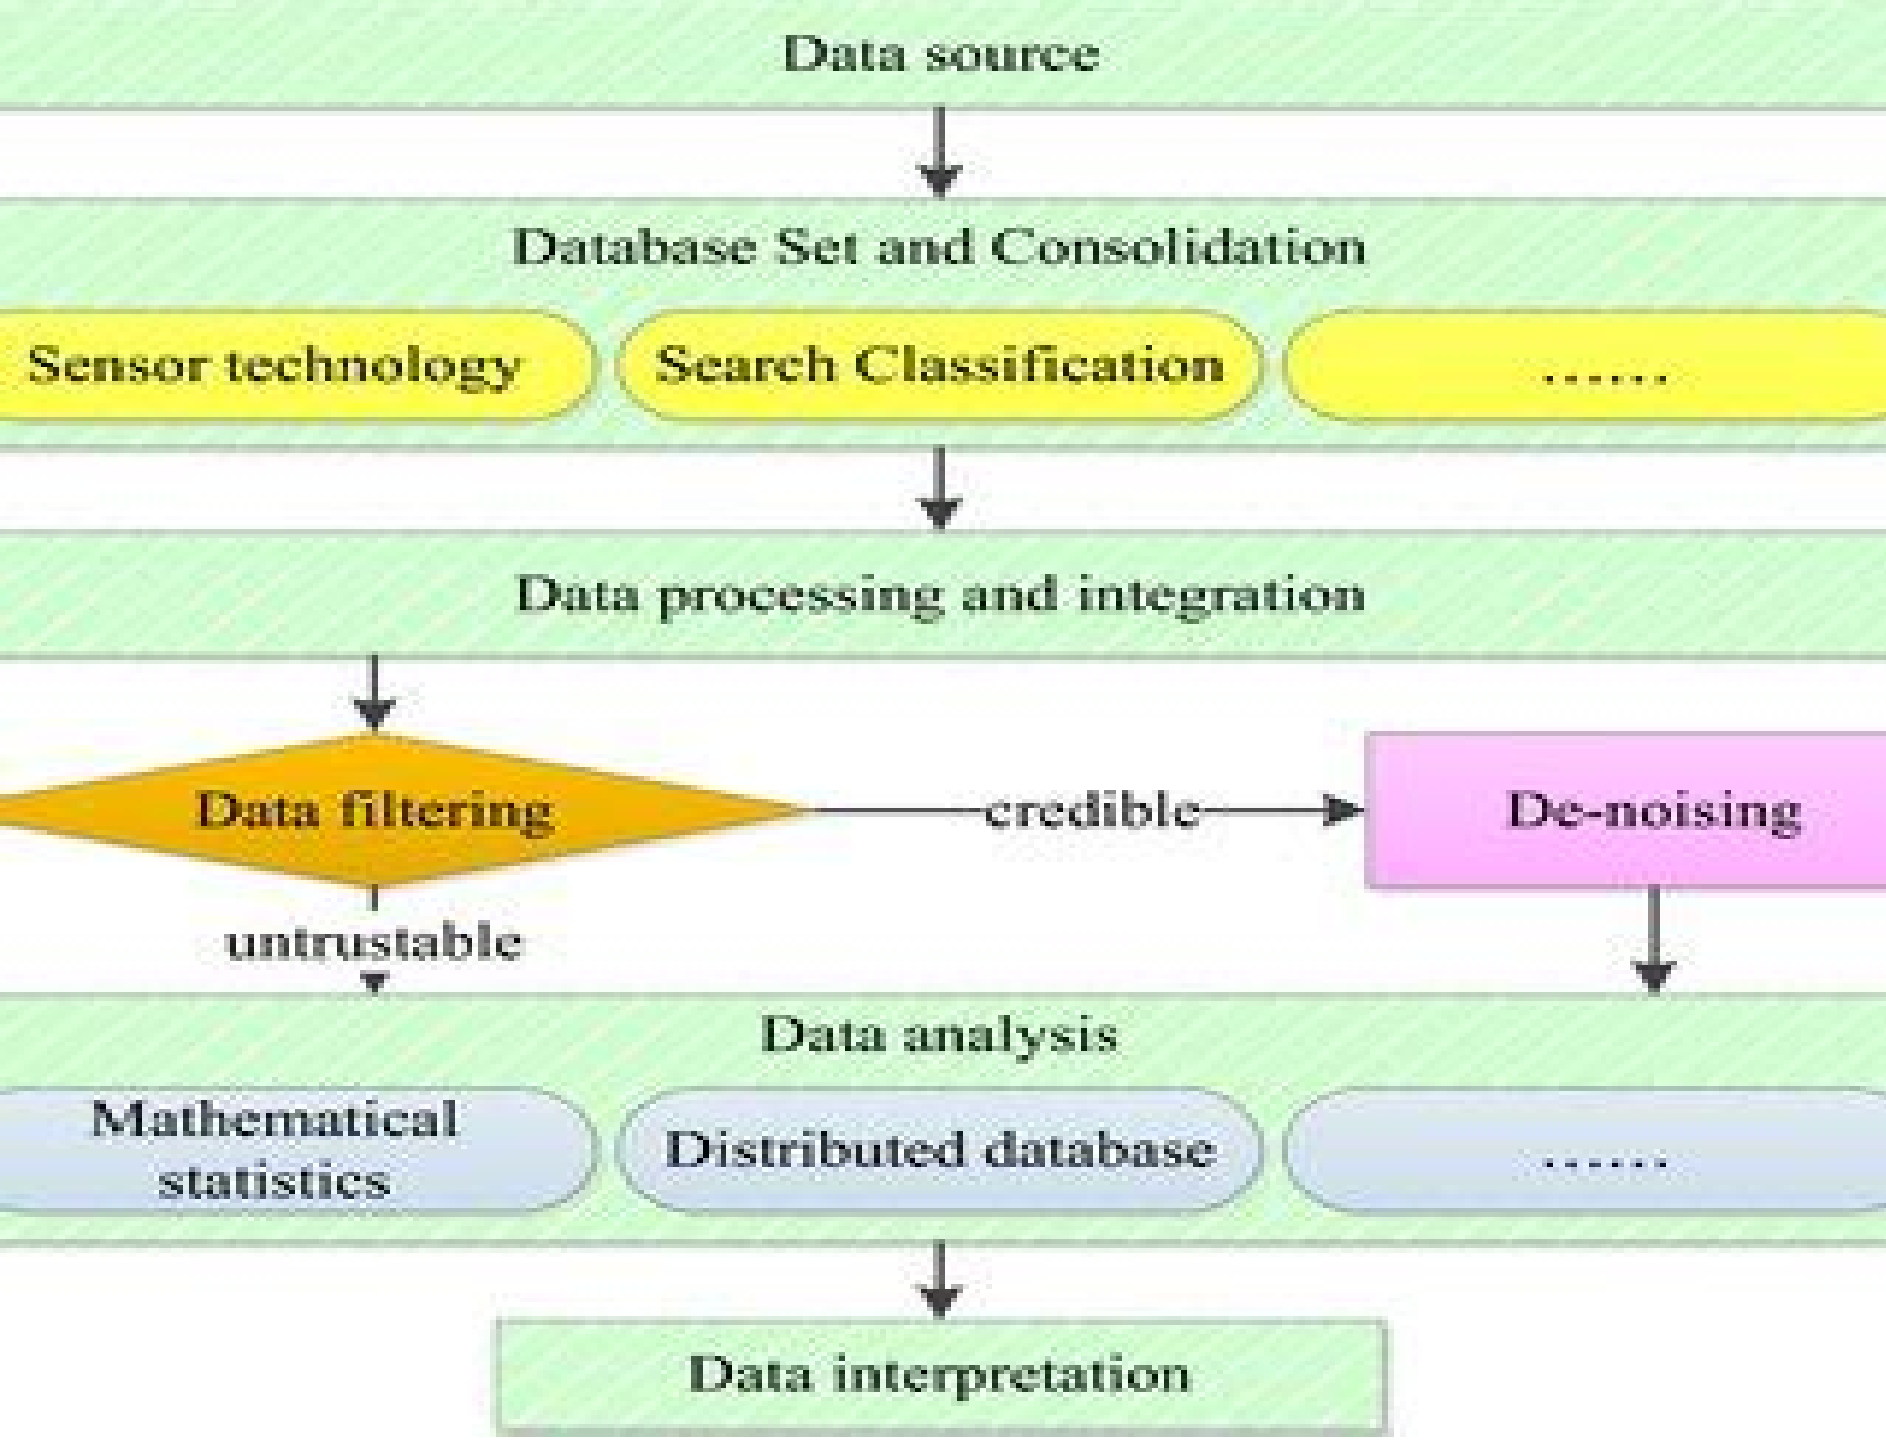 Data source
Database Set and Consolidation
Sensor technology
Search Classification
......
Data processing and integration
Data filtering
credible
De-noising
untrustable
Data analysis
Mathematical
statistics
Distributed database
......
Data interpretation